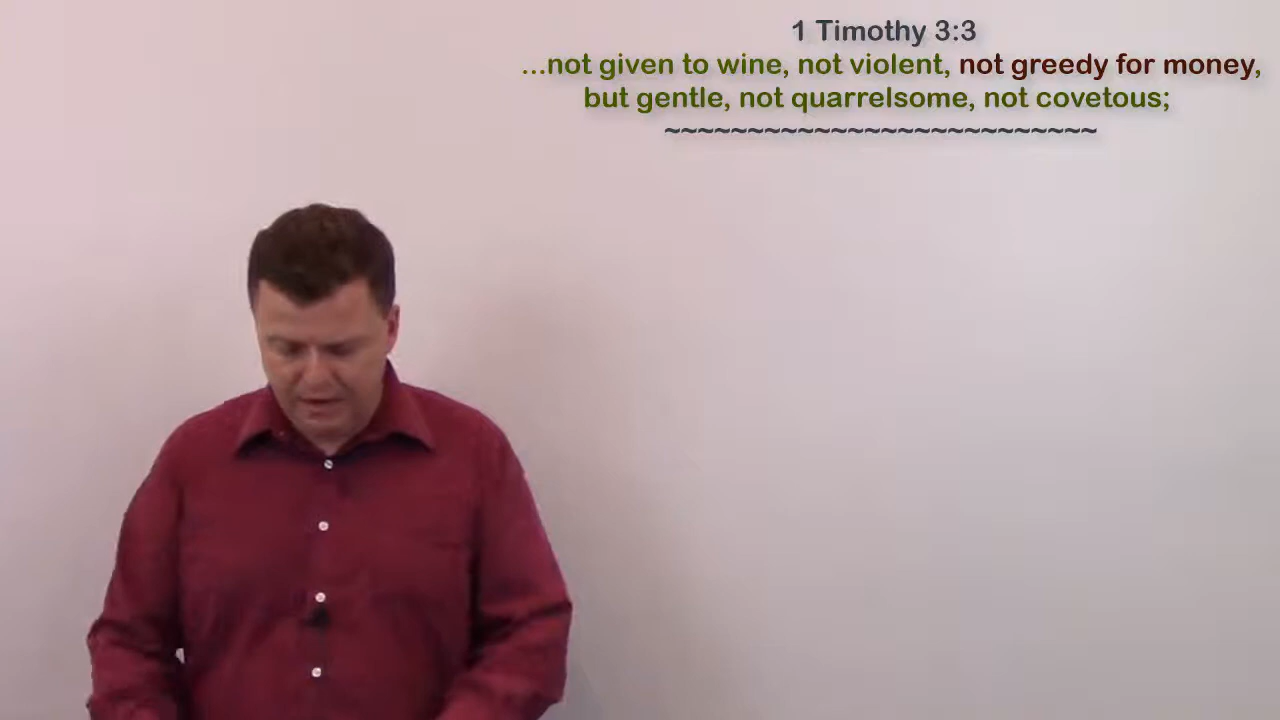 1 Timothy 3:3
...not given to wine, not violent, not greedy for money,
but gentle, not quarrelsome, not covetous;
~~~~~~~~~~~~~~~~~~~~~~~~~~